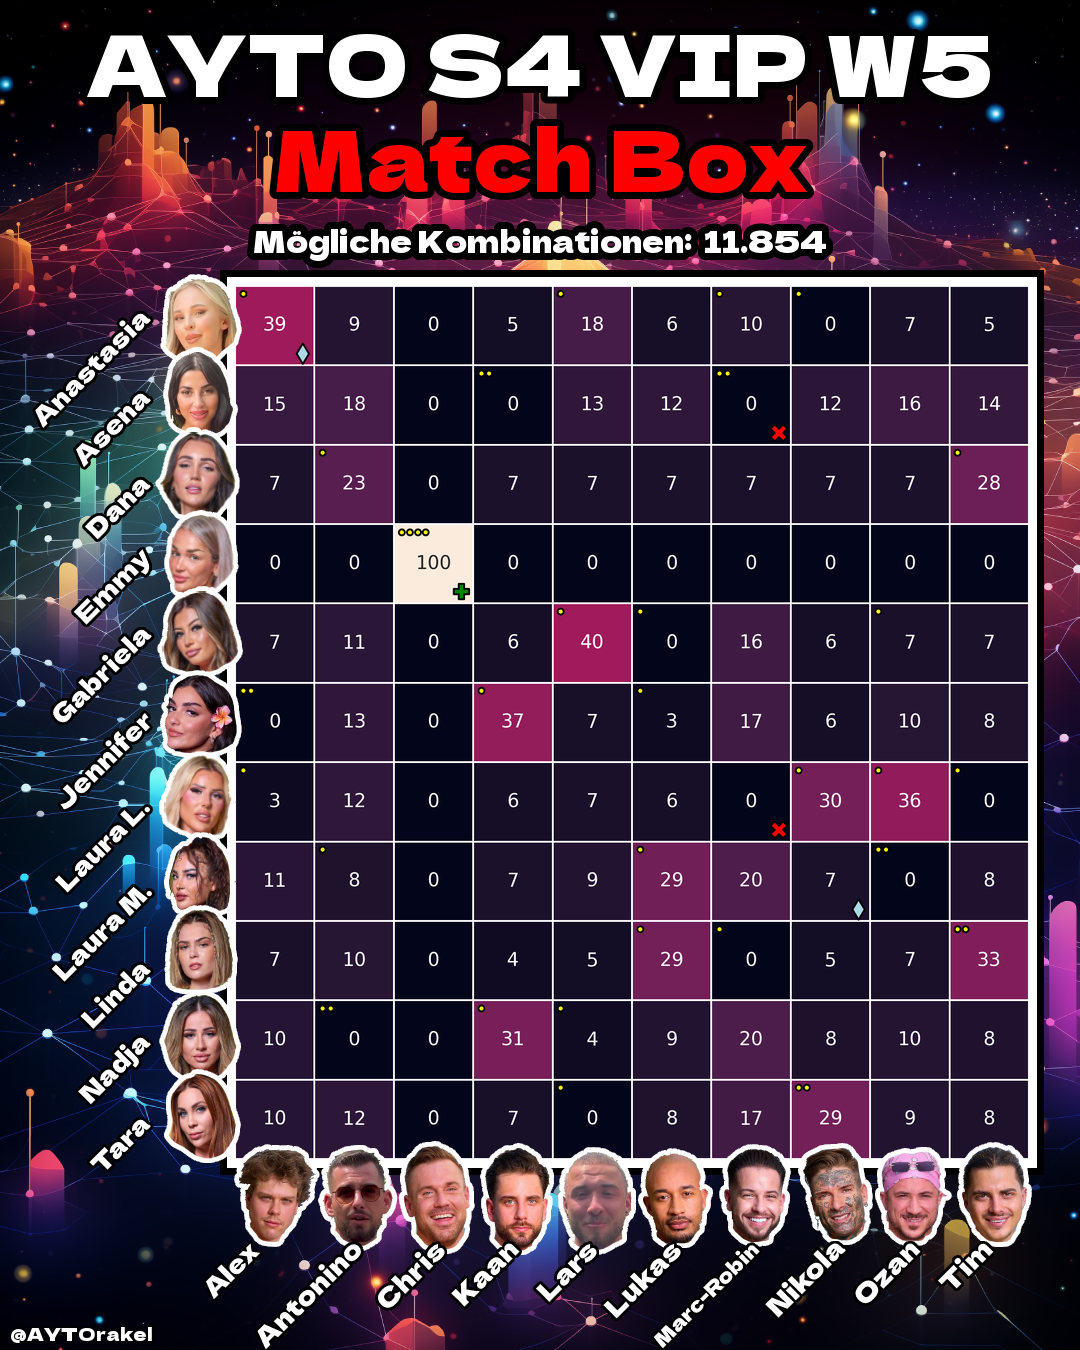 AYTO S4 VIP W5
Match Box
Mögliche Kombinationen: 11.854
Anastasia 39 9 0 5 18 6 10 0 7 5
Asena 15 18 0 0 13 12 0 12 16 14
Dana 7 23 0 7 7 7 7 7 7 28
Emmy 0 0 100 0 0 0 0 0 0 0
Gabriela 7 11 0 6 40 0 16 6 7 7
Jennifer 0 13 0 37 7 3 17 6 10 8
Laura L. 3 12 0 6 7 6 0 30 36 0
Laura M. 11 8 0 7 9 29 20 7 0 8
Linda 7 10 0 4 5 29 0 5 7 33
Nadja 10 0 0 31 4 9 20 8 10 8
Tara 10 12 0 7 0 8 17 29 9 8
Alex Antonino Chris Kaan Lars Lukas Marc-Robin Nikola Ozan Tim
@AYTOrakel